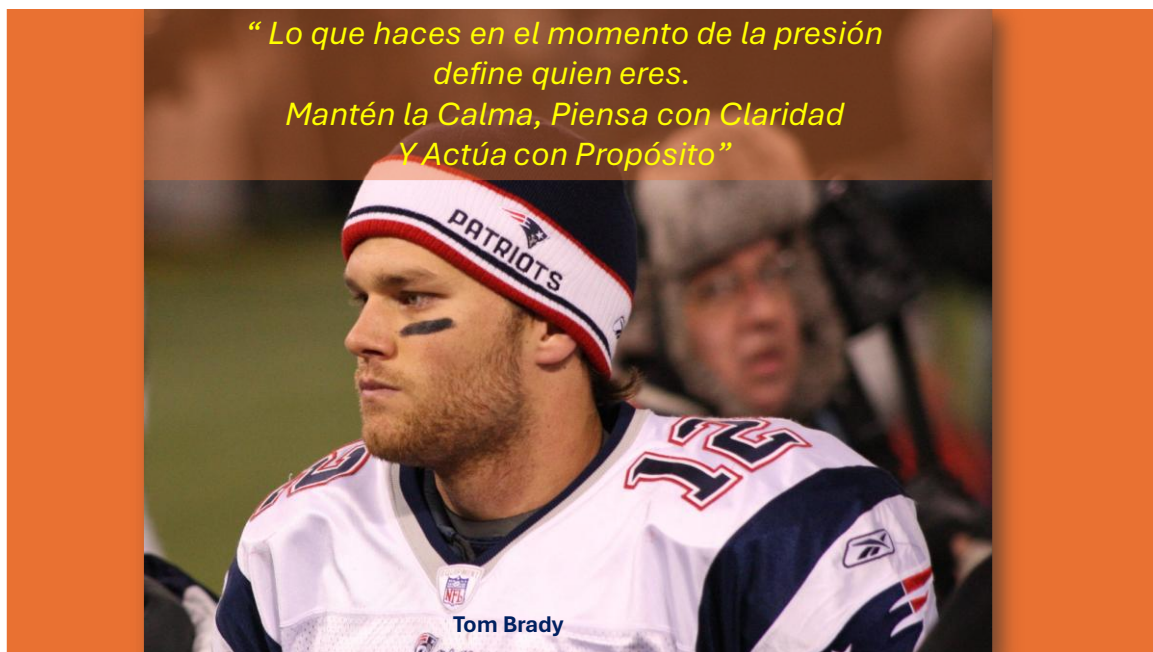 “ Lo que haces en el momento de la presión
define quien eres.
Mantén la Calma, Piensa con Claridad
Y Actúa con Propósito”
PATRIOTS
12
NFL
Tom Brady